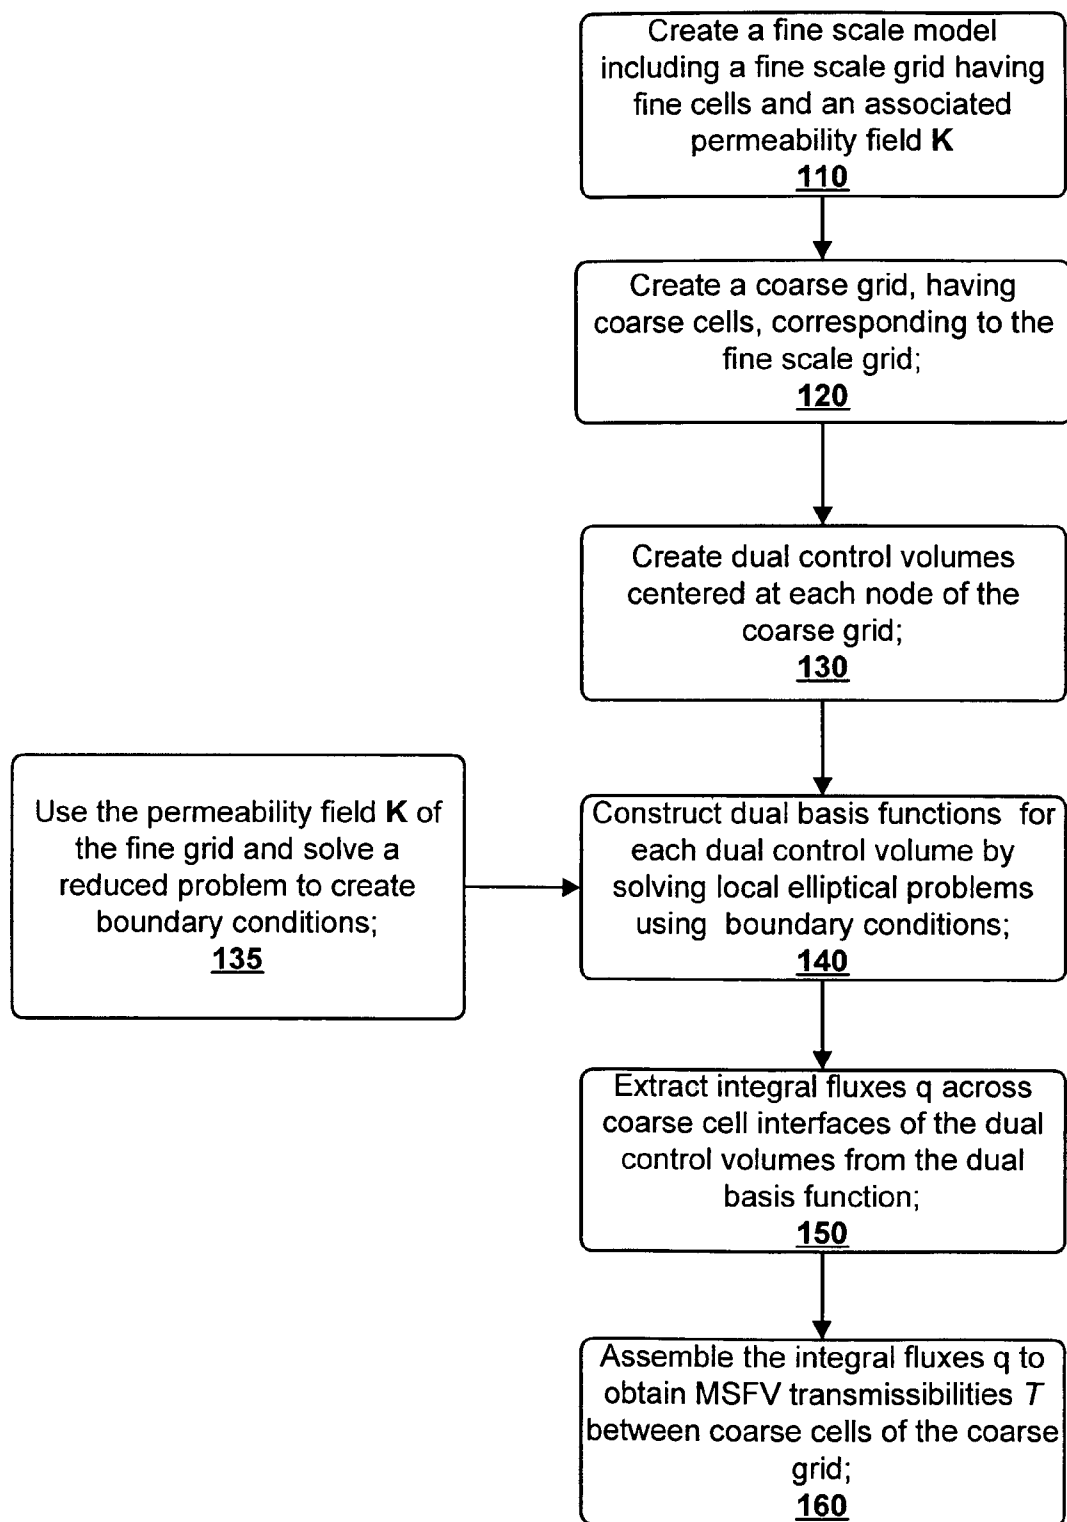 Create a fine scale model
including a fine scale grid having
fine cells and an associated
permeability field K
110
Create a coarse grid, having
coarse cells, corresponding to the
fine scale grid;
120
Create dual control volumes
centered at each node of the
coarse grid;
130
Use the permeability field K of
the fine grid and solve a
reduced problem to create
boundary conditions;
135
Construct dual basis functions for
each dual control volume by
solving local elliptical problems
using boundary conditions;
140
Extract integral fluxes q across
coarse cell interfaces of the dual
control volumes from the dual
basis function;
150
Assemble the integral fluxes q to
obtain MSFV transmissibilities T
between coarse cells of the coarse
grid;
160